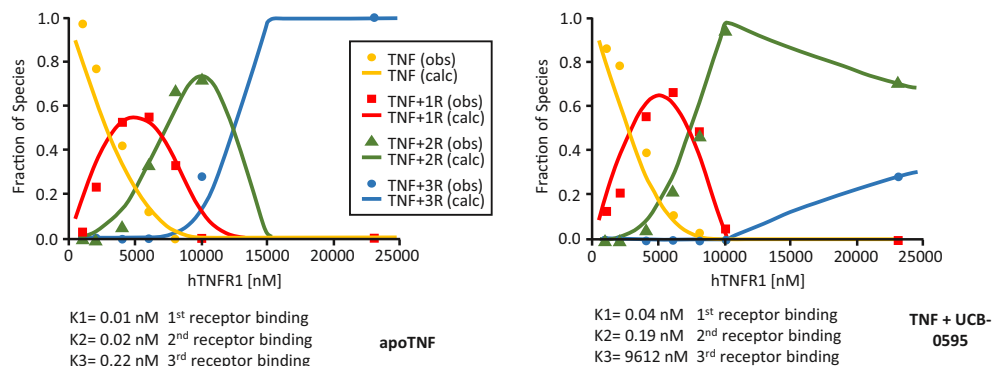 Fraction of Species
1.0
0.8
0.6
0.4
0.2
0.0
0
5000
10000
15000
20000
25000
hTNFR1 [nM]
TNF (obs)
TNF (calc)
TNF+1R (obs)
TNF+1R (calc)
TNF+2R (obs)
TNF+2R (calc)
TNF+3R (obs)
TNF+3R (calc)
K1= 0.01 nM 1st receptor binding
K2= 0.02 nM 2nd receptor binding
K3= 0.22 nM 3rd receptor binding
apoTNF
Fraction of Species
1.0
0.8
0.6
0.4
0.2
0.0
0
5000
10000
15000
20000
25000
hTNFR1 [nM]
K1= 0.04 nM 1st receptor binding
K2= 0.19 nM 2nd receptor binding
K3= 9612 nM 3rd receptor binding
TNF + UCB-
0595